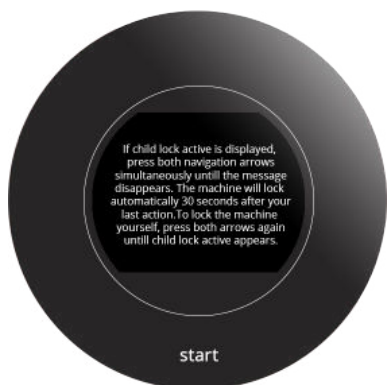 If child lock active is displayed,
press both navigation arrows
simultaneously untill the message
disappears. The machine will lock
automatically 30 seconds after your
last action.To lock the machine
yourself, press both arrows again
untill child lock active appears.
start